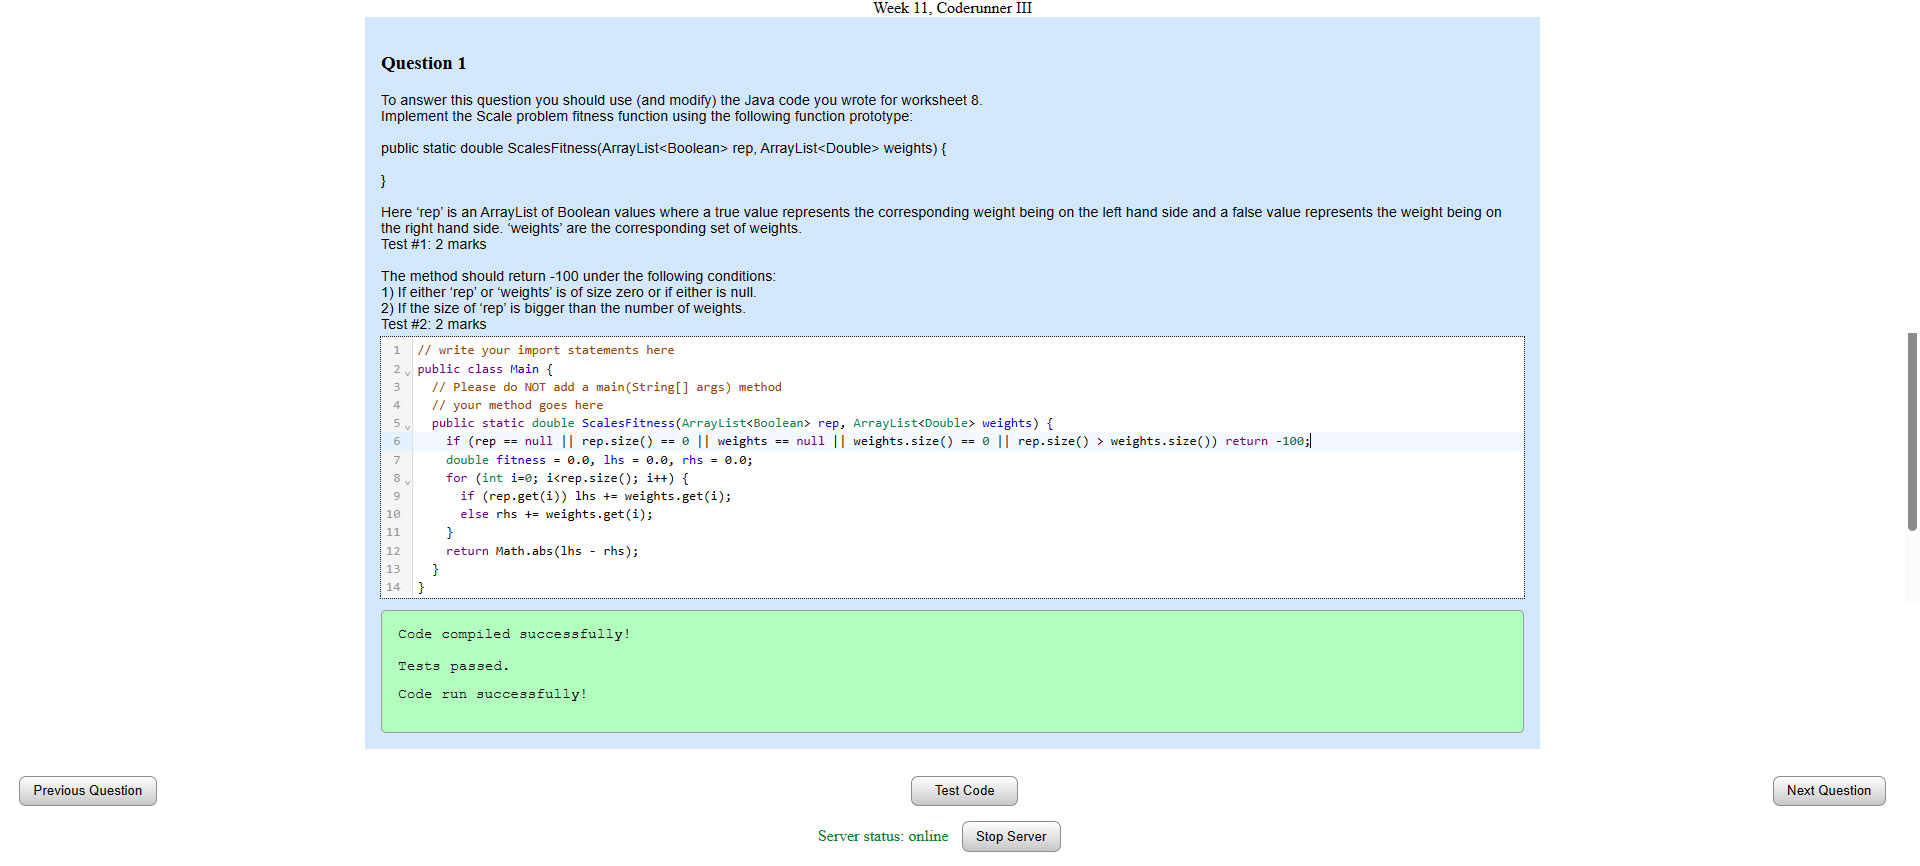 Week 11, Coderunner III
Question 1
To answer this question you should use (and modify) the Java code you wrote for worksheet 8.
Implement the Scale problem fitness function using the following function prototype:
public static double ScalesFitness(ArrayList<Boolean> rep, ArrayList<Double> weights) {
}
Here ‘rep’ is an ArrayList of Boolean values where a true value represents the corresponding weight being on the left hand side and a false value represents the weight being on
the right hand side. ‘weights’ are the corresponding set of weights.
Test #1: 2 marks
The method should return -100 under the following conditions:
1) If either ‘rep’ or ‘weights’ is of size zero or if either is null.
2) If the size of ‘rep’ is bigger than the number of weights.
Test #2: 2 marks
1 // write your import statements here
2 public class Main {
3 // Please do NOT add a main(String[] args) method
4 // your method goes here
5 public static double ScalesFitness(ArrayList<Boolean> rep, ArrayList<Double> weights) {
6 if (rep == null || rep.size() == 0 || weights == null || weights.size() == 0 || rep.size() > weights.size()) return -100;
7 double fitness = 0.0, lhs = 0.0, rhs = 0.0;
8 for (int i=0; i<rep.size(); i++) {
9 if (rep.get(i)) lhs += weights.get(i);
10 else rhs += weights.get(i);
11 }
12 return Math.abs(lhs - rhs);
13 }
14 }
Code compiled successfully!
Tests passed.
Code run successfully!
Previous Question
Test Code
Next Question
Server status: online
Stop Server